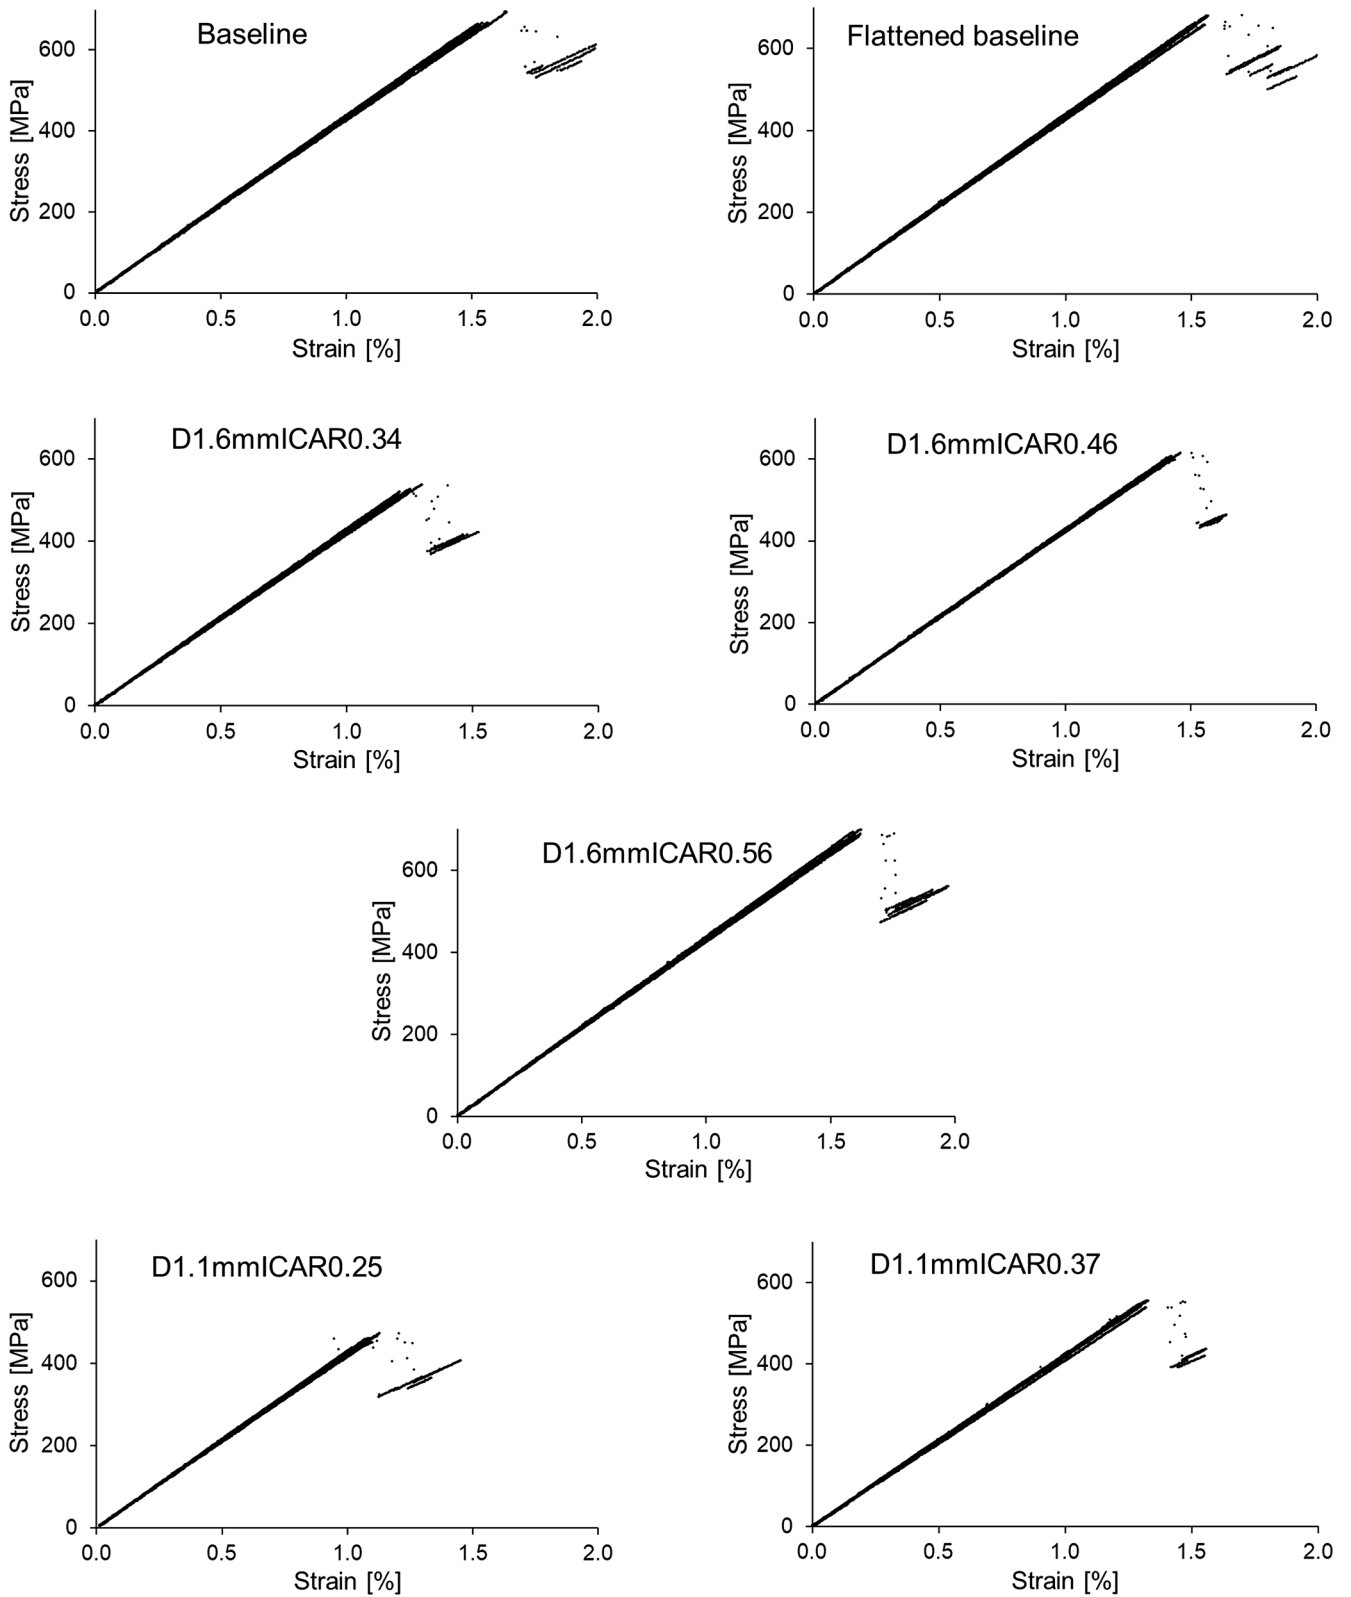 Baseline
Stress [MPa]
600
400
200
0
0.0 0.5 1.0 1.5 2.0
Strain [%]
Flattened baseline
Stress [MPa]
600
400
200
0
0.0 0.5 1.0 1.5 2.0
Strain [%]
D1.6mmICAR0.34
Stress [MPa]
600
400
200
0
0.0 0.5 1.0 1.5 2.0
Strain [%]
D1.6mmICAR0.46
Stress [MPa]
600
400
200
0
0.0 0.5 1.0 1.5 2.0
Strain [%]
D1.6mmICAR0.56
Stress [MPa]
600
400
200
0
0.0 0.5 1.0 1.5 2.0
Strain [%]
D1.1mmICAR0.25
Stress [MPa]
600
400
200
0
0.0 0.5 1.0 1.5 2.0
Strain [%]
D1.1mmICAR0.37
Stress [MPa]
600
400
200
0
0.0 0.5 1.0 1.5 2.0
Strain [%]